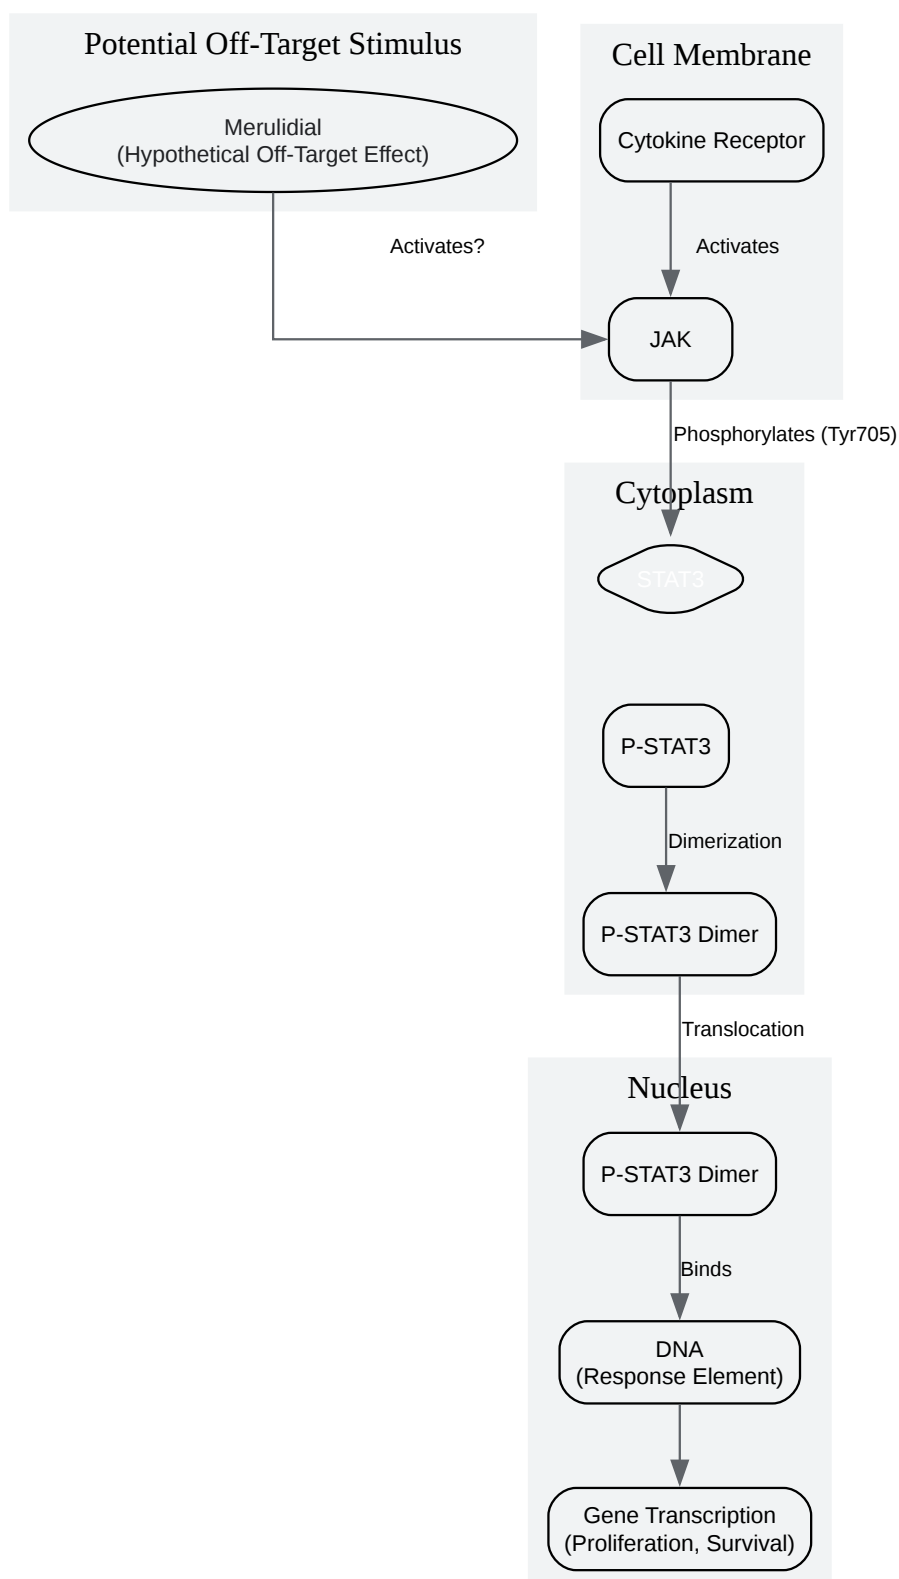 Potential Off-Target Stimulus
Merulidial
(Hypothetical Off-Target Effect)
Cell Membrane
Cytokine Receptor
Activates?
Activates
JAK
Phosphorylates (Tyr705)
Cytoplasm
STAT3
P-STAT3
Dimerization
P-STAT3 Dimer
Translocation
Nucleus
P-STAT3 Dimer
Binds
DNA
(Response Element)
Gene Transcription
(Proliferation, Survival)